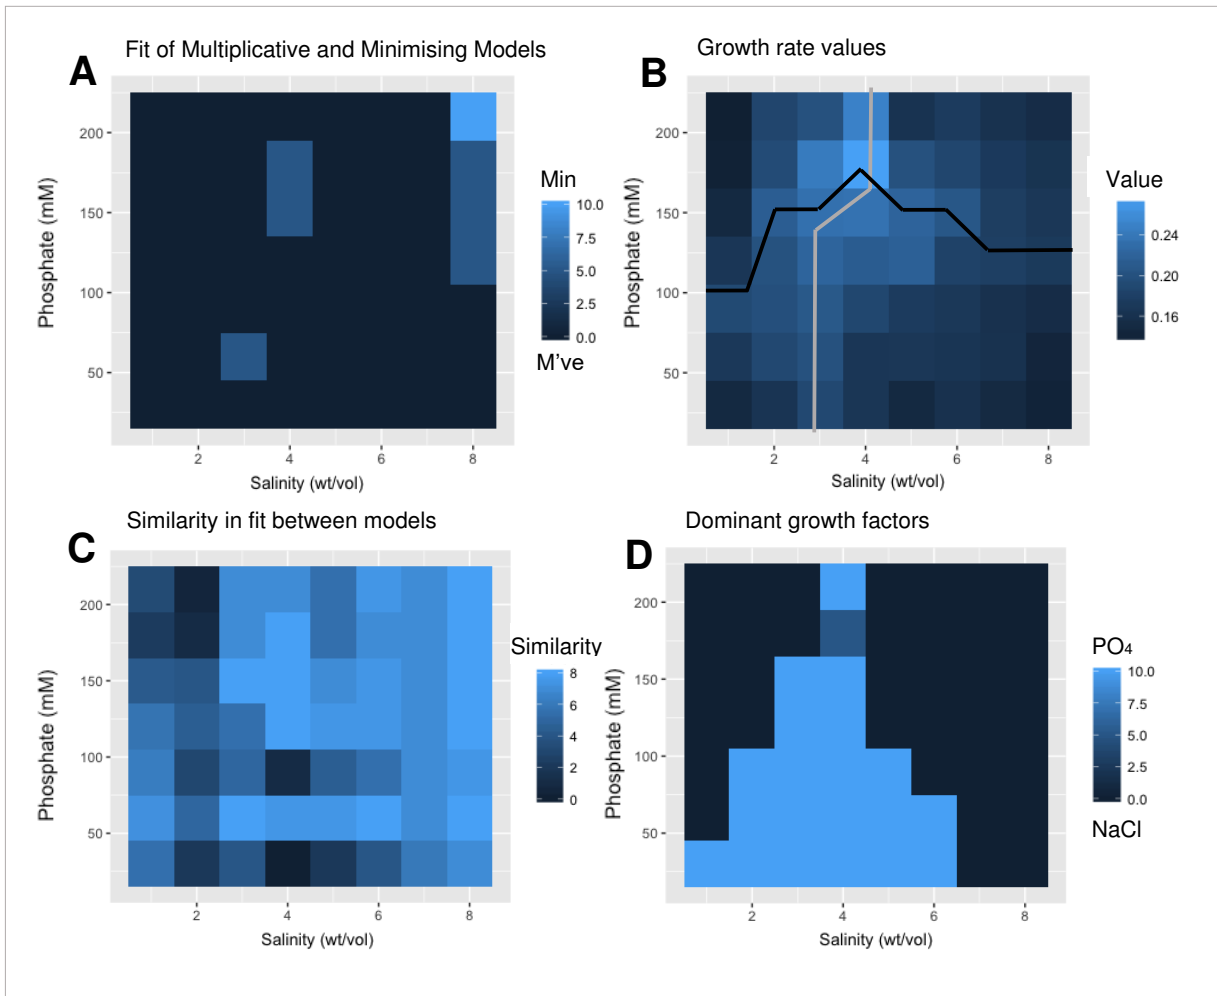 A
Fit of Multiplicative and Minimising Models
Phosphate (mM)
200
150
100
50
2 4 6 8
Salinity (wt/vol)
Min
10.0
7.5
5.0
2.5
0.0
M've
B
Growth rate values
Phosphate (mM)
200
150
100
50
2 4 6 8
Salinity (wt/vol)
Value
0.24
0.20
0.16
C
Similarity in fit between models
Phosphate (mM)
200
150
100
50
2 4 6 8
Salinity (wt/vol)
Similarity
8
6
4
2
0
D
Dominant growth factors
Phosphate (mM)
200
150
100
50
2 4 6 8
Salinity (wt/vol)
PO4
10.0
7.5
5.0
2.5
0.0
NaCl